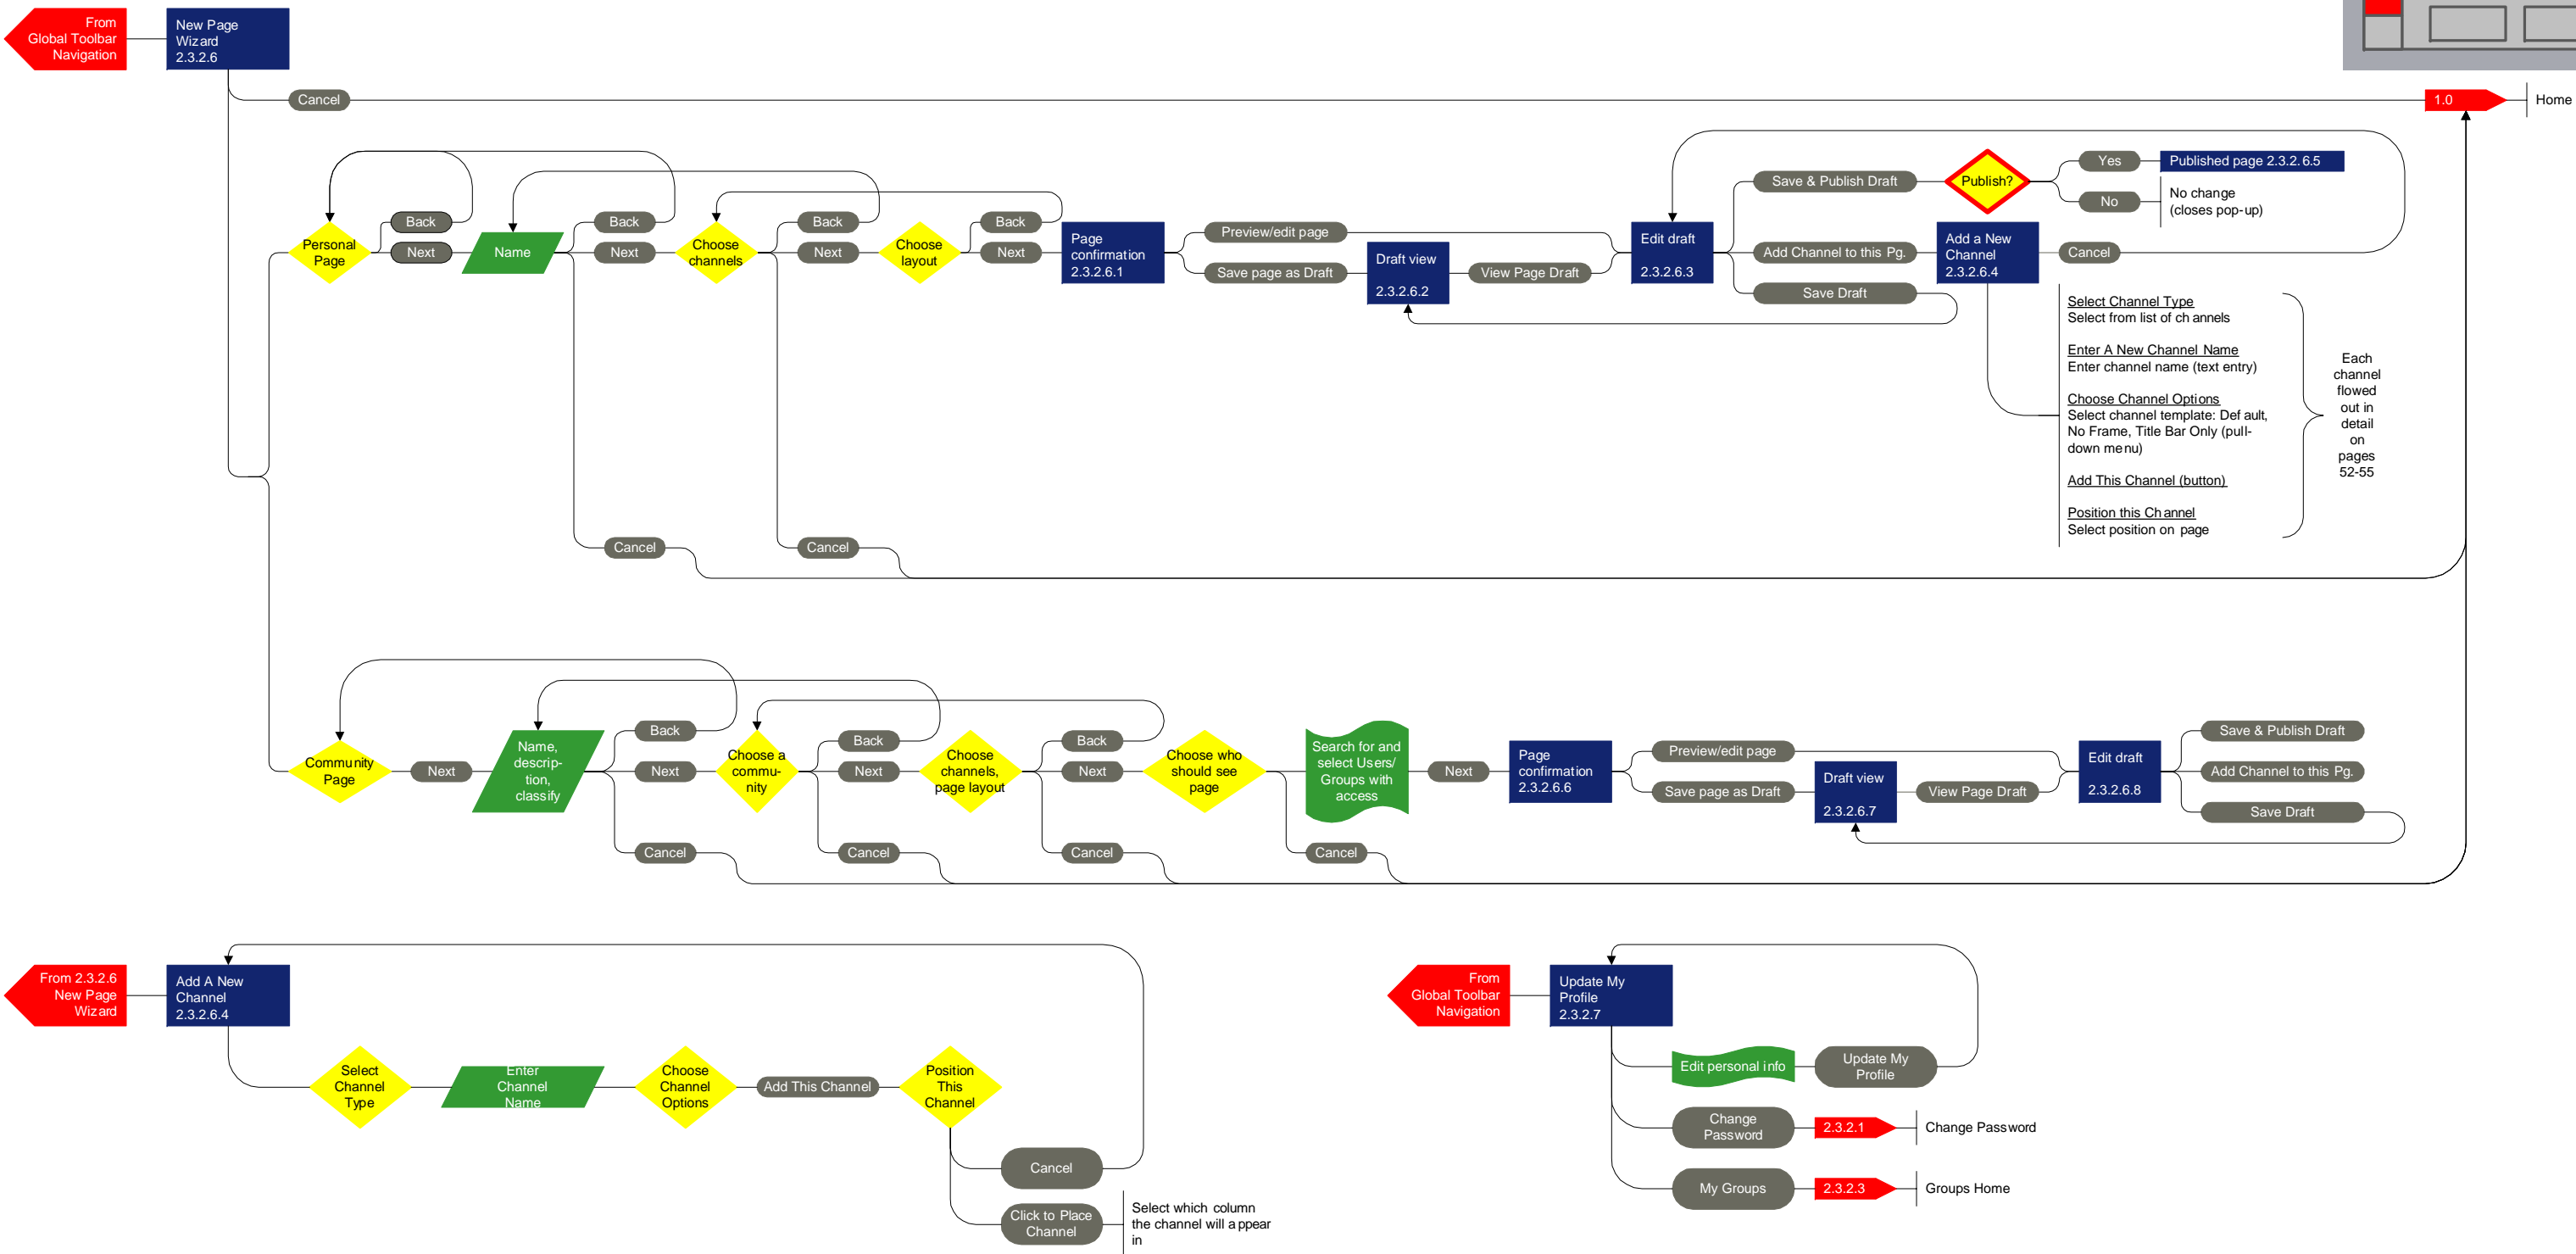 From
Global Toolbar
Navigation
New Page
Wizard
2.3.2.6
Cancel
1.0
Home
Personal
Page
Back
Next
Name
Back
Next
Choose
channels
Back
Next
Choose
layout
Back
Next
Page
confirmation
2.3.2.6.1
Preview/edit page
Save page as Draft
Draft view
2.3.2.6.2
View Page Draft
Edit draft
2.3.2.6.3
Save & Publish Draft
Publish?
Yes
Published page 2.3.2.6.5
No
No change
(closes pop-up)
Add Channel to this Pg.
Add a New
Channel
2.3.2.6.4
Cancel
Save Draft
Select Channel Type
Select from list of channels
Enter A New Channel Name
Enter channel name (text entry)
Choose Channel Options
Select channel template: Default,
No Frame, Title Bar Only (pull-
down menu)
Add This Channel (button)
Position this Channel
Select position on page
Each
channel
flowed
out in
detail
on
pages
52-55
Cancel
Cancel
Community
Page
Next
Name,
descrip-
tion,
classify
Back
Next
Cancel
Choose a
commu-
nity
Back
Next
Cancel
Choose
channels,
page layout
Back
Next
Cancel
Choose who
should see
page
Cancel
Search for and
select Users/
Groups with
access
Next
Page
confirmation
2.3.2.6.6
Preview/edit page
Save page as Draft
Draft view
2.3.2.6.7
View Page Draft
Edit draft
2.3.2.6.8
Save & Publish Draft
Add Channel to this Pg.
Save Draft
From 2.3.2.6
New Page
Wizard
Add A New
Channel
2.3.2.6.4
Select
Channel
Type
Enter
Channel
Name
Choose
Channel
Options
Add This Channel
Position
This
Channel
Cancel
Click to Place
Channel
Select which column
the channel will appear
in
From
Global Toolbar
Navigation
Update My
Profile
2.3.2.7
Edit personal info
Update My
Profile
Change
Password
2.3.2.1
Change Password
My Groups
2.3.2.3
Groups Home